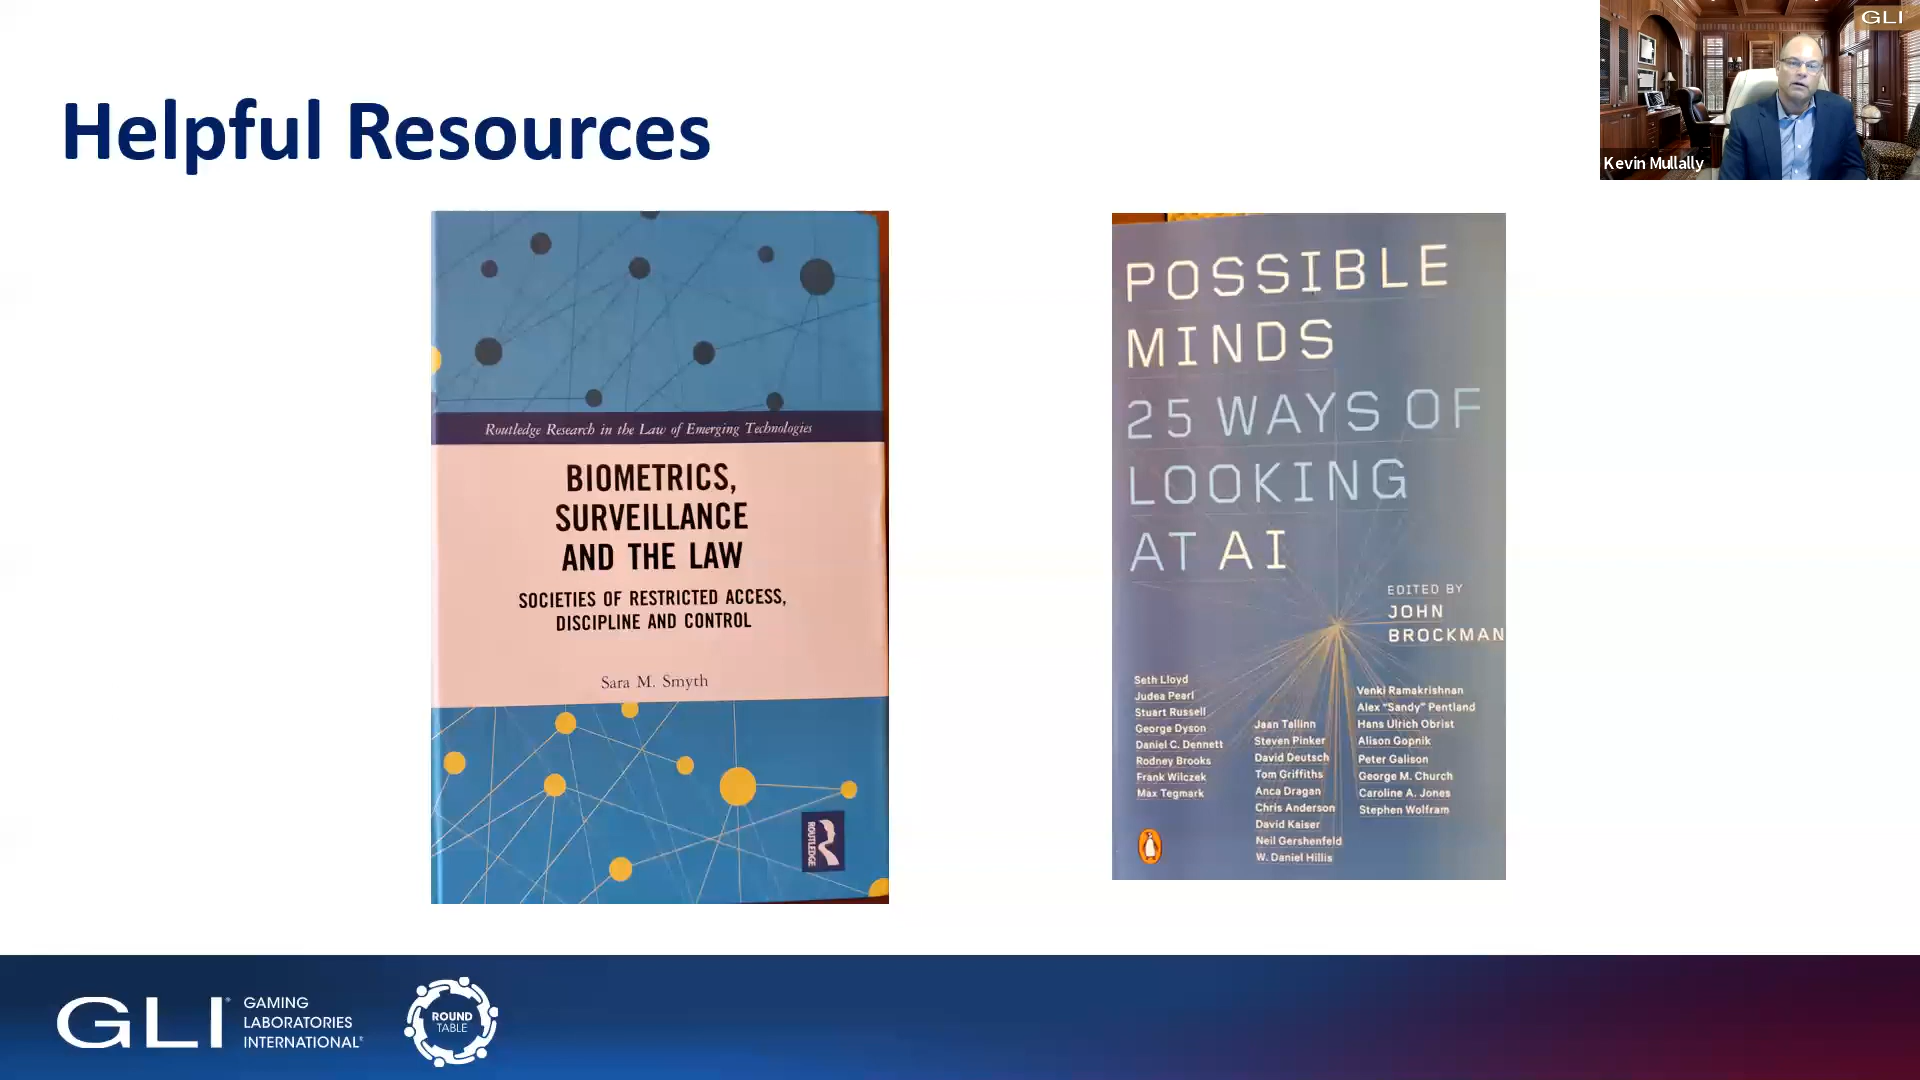 Helpful Resources
GLI
Kevin Mullally
Routledge Research in the Law of Emerging Technologies
BIOMETRICS,
SURVEILLANCE
AND THE LAW
SOCIETIES OF RESTRICTED ACCESS,
DISCIPLINE AND CONTROL
Sara M. Smyth
ROUTLEDGE
POSSIBLE
MINDS
25 WAYS OF
LOOKING
AT AI
EDITED BY
JOHN
BROCKMAN
Seth Lloyd
Judea Pearl
Stuart Russell
George Dyson
Daniel C. Dennett
Rodney Brooks
Frank Wilczek
Max Tegmark
Jaan Tallinn
Steven Pinker
David Deutsch
Tom Griffiths
Anca Dragan
Chris Anderson
David Kaiser
Neil Gershenfeld
W. Daniel Hillis
Venki Ramakrishnan
Alex "Sandy" Pentland
Hans Ulrich Obrist
Alison Gopnik
Peter Galison
George M. Church
Caroline A. Jones
Stephen Wolfram
GLI®
GAMING
LABORATORIES
INTERNATIONAL®
ROUND
TABLE